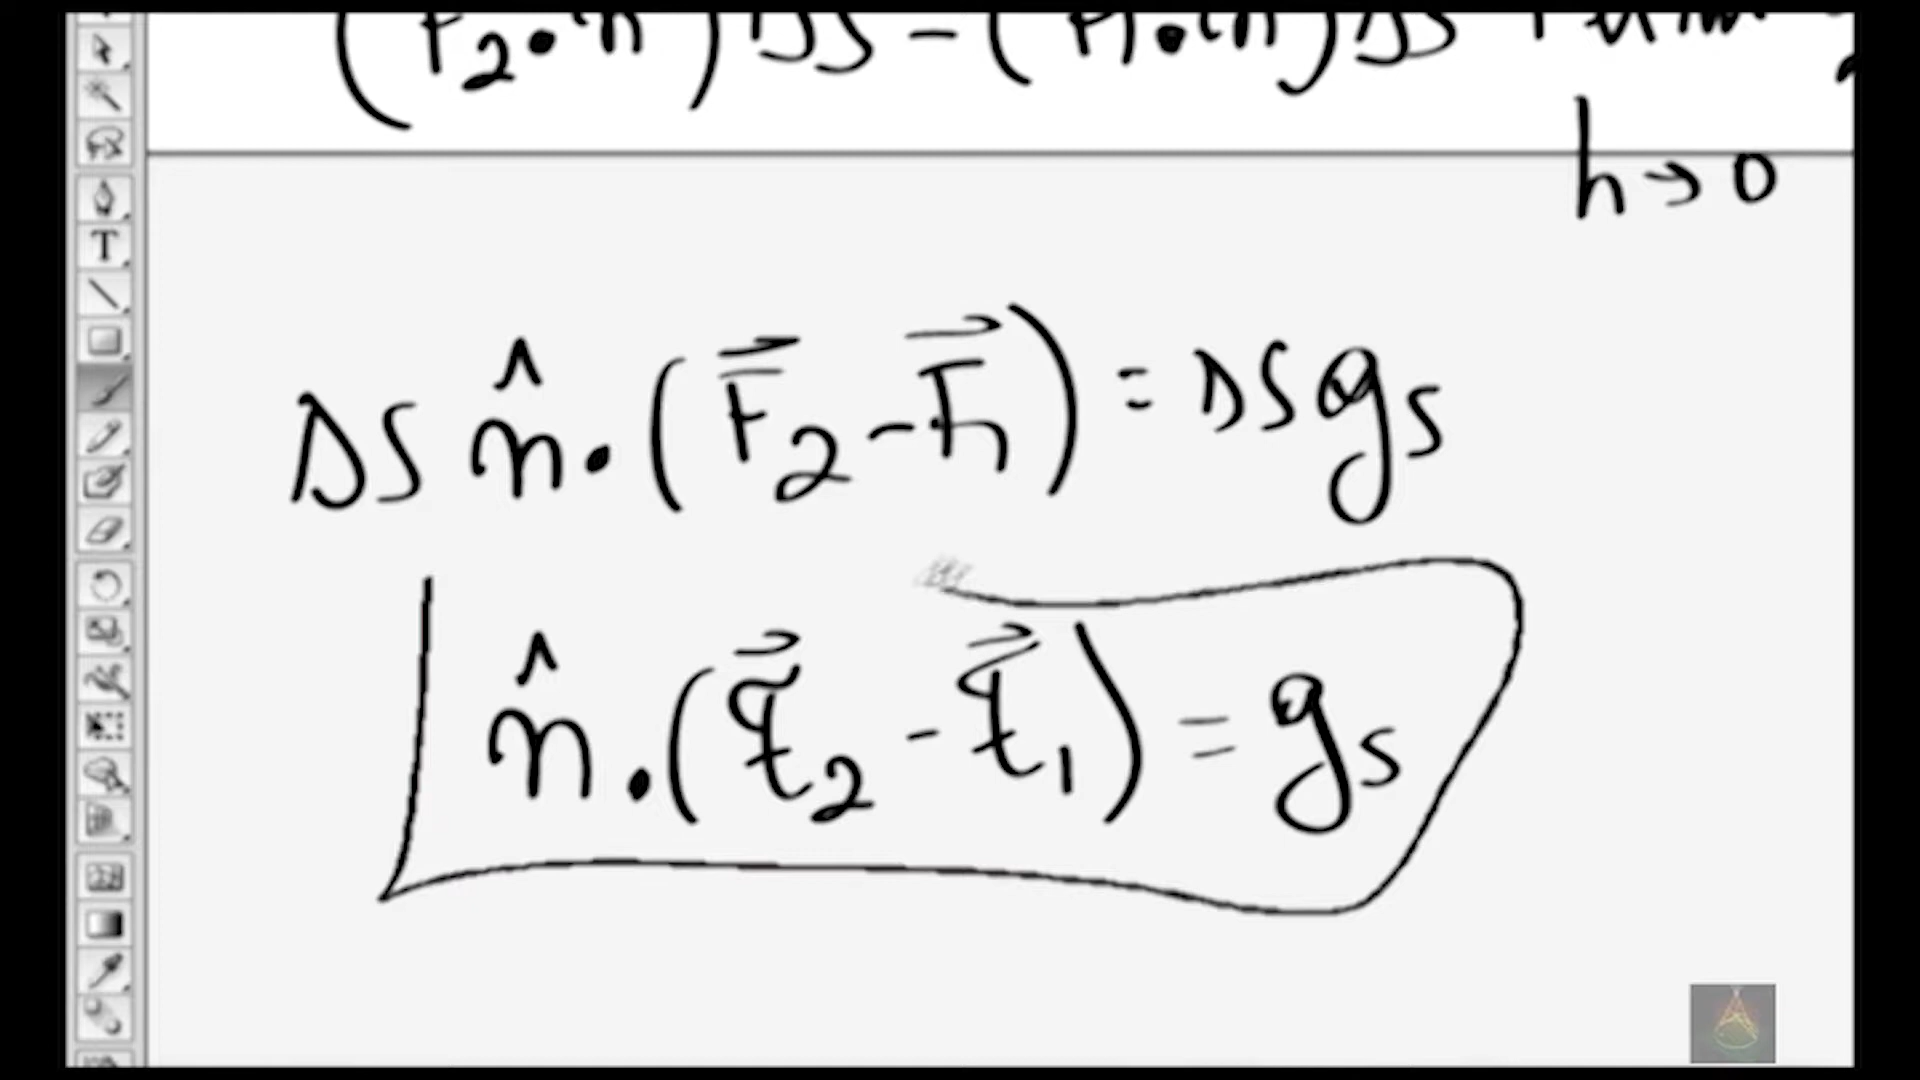 (F₂·n̂)ΔS - (F₁·n̂)ΔS
h→0
ΔS n̂·(F⃗₂-F⃗₁) = ΔS gₛ
n̂·(F⃗₂-F⃗₁) = gₛ